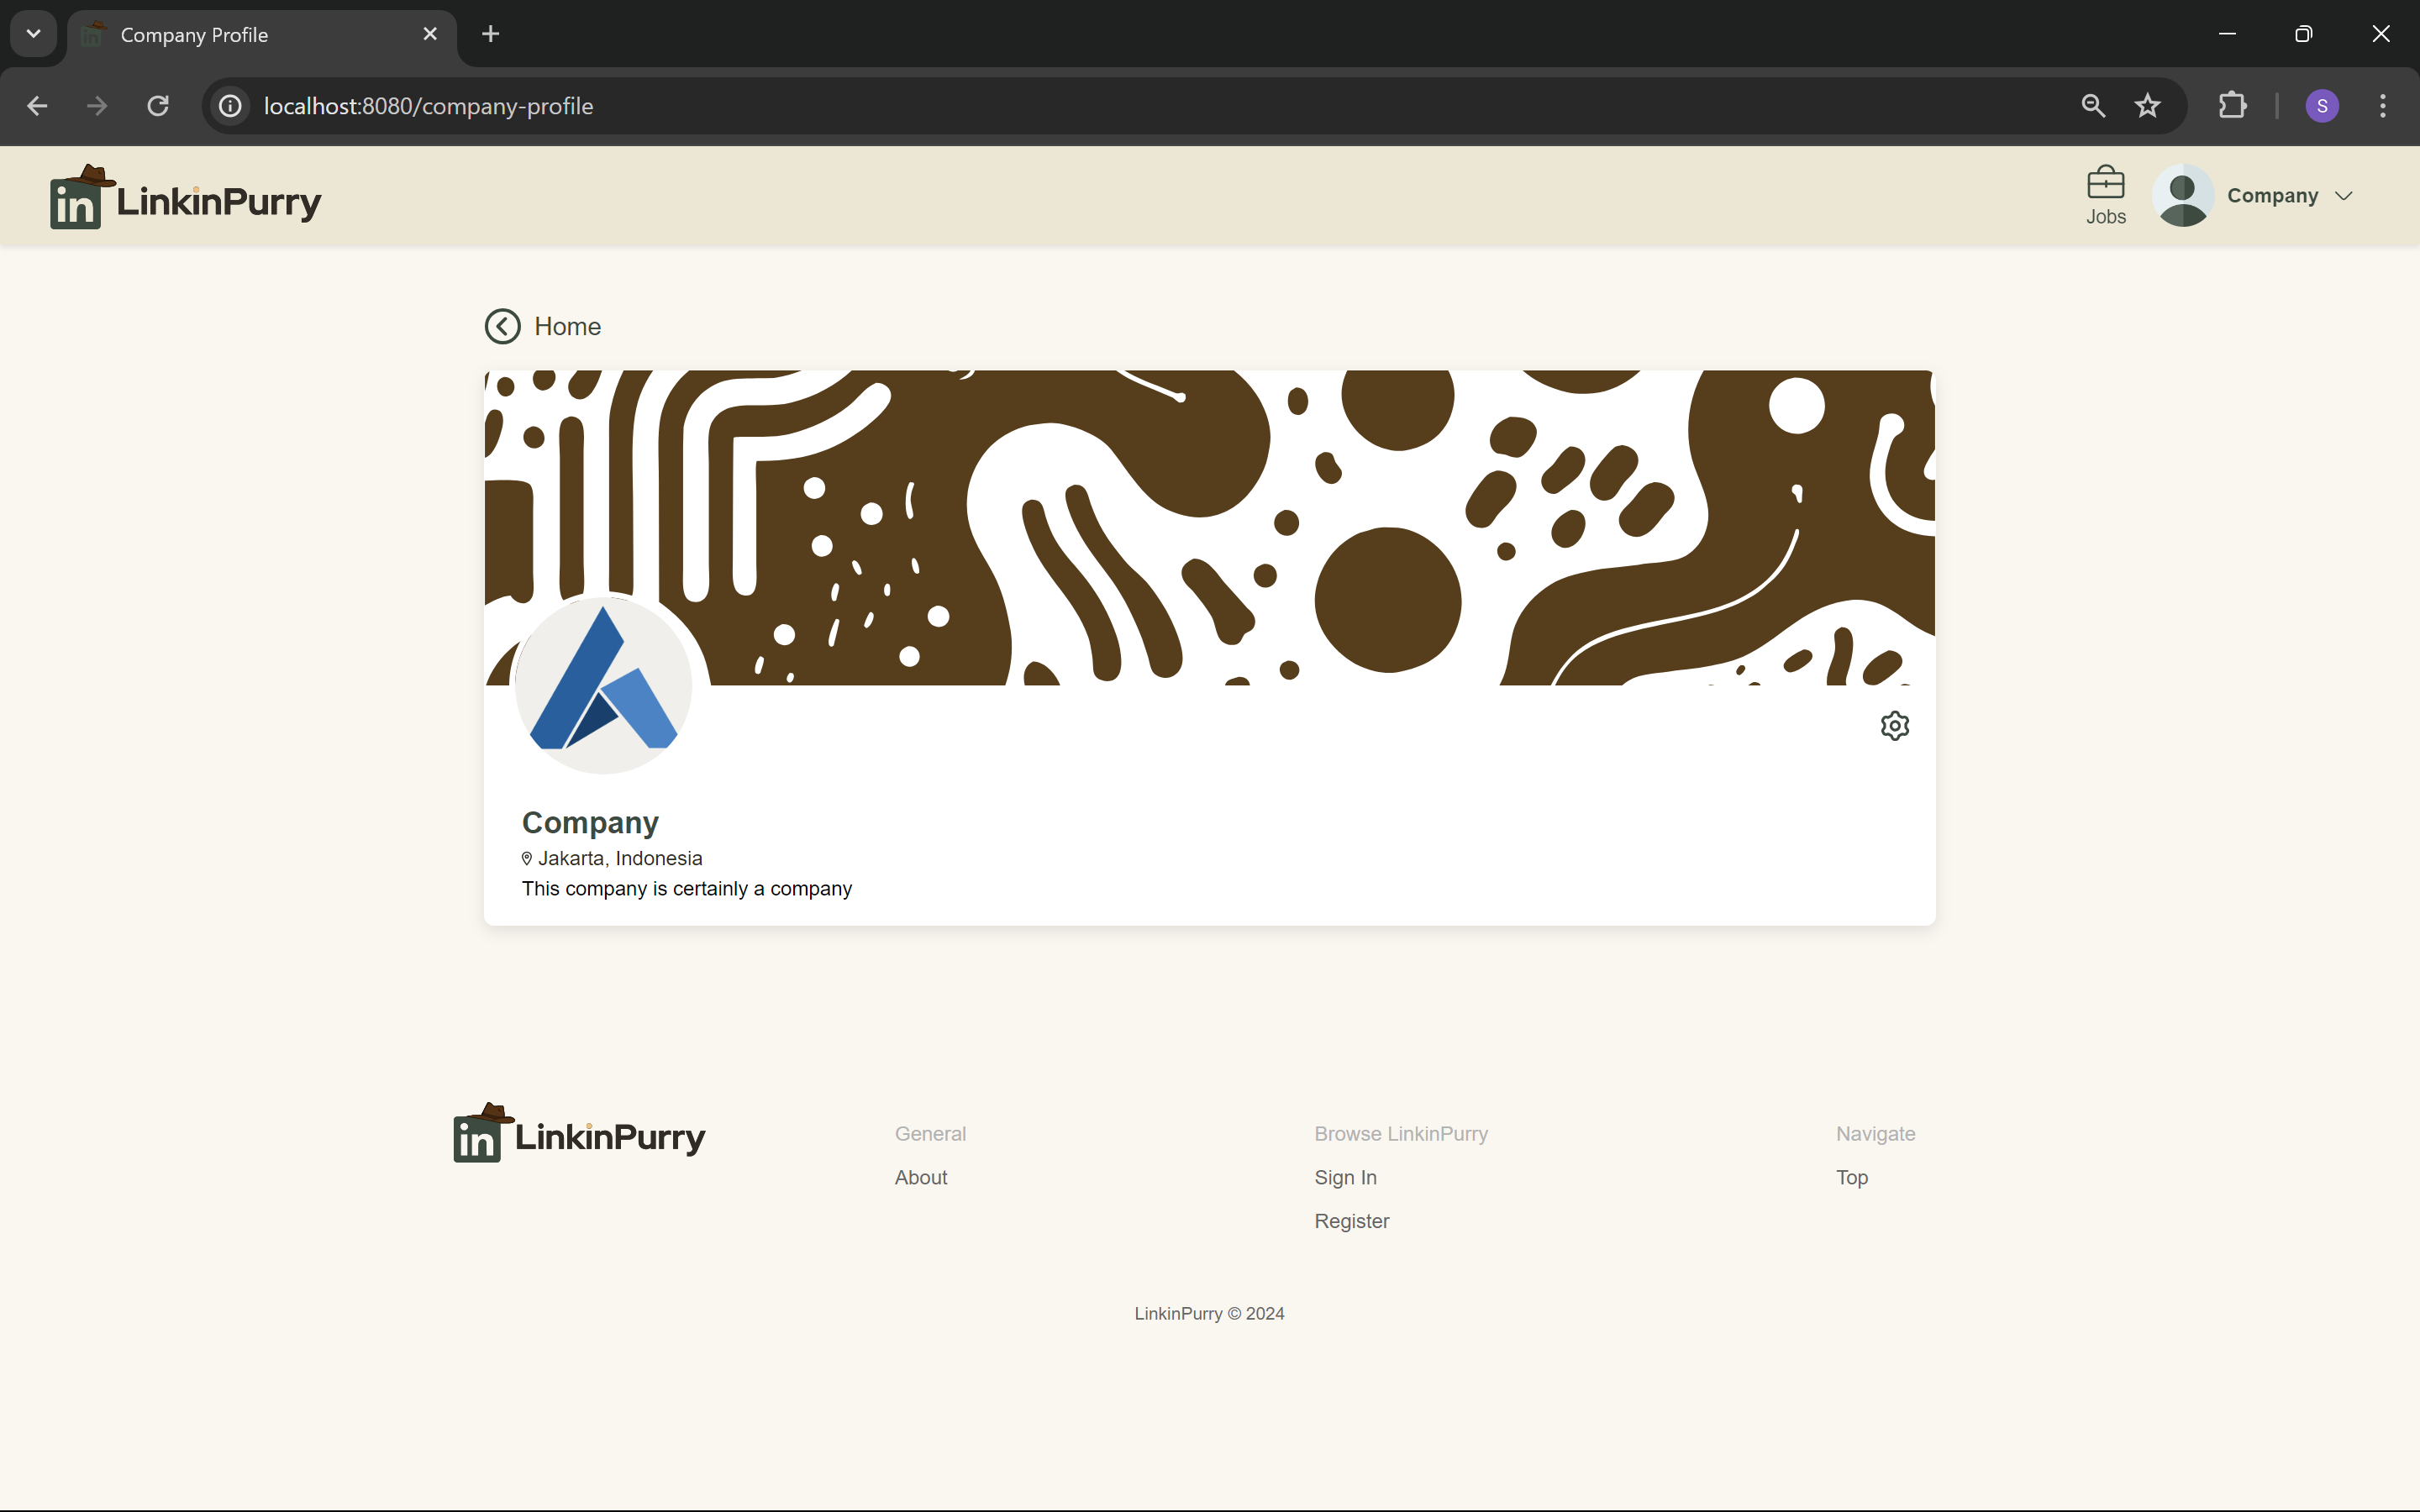 in
Company Profile
localhost:8080/company-profile
S
in LinkinPurry
Jobs
Company
Home
Company
Jakarta, Indonesia
This company is certainly a company
in LinkinPurry
General
About
Browse LinkinPurry
Sign In
Register
Navigate
Top
LinkinPurry © 2024